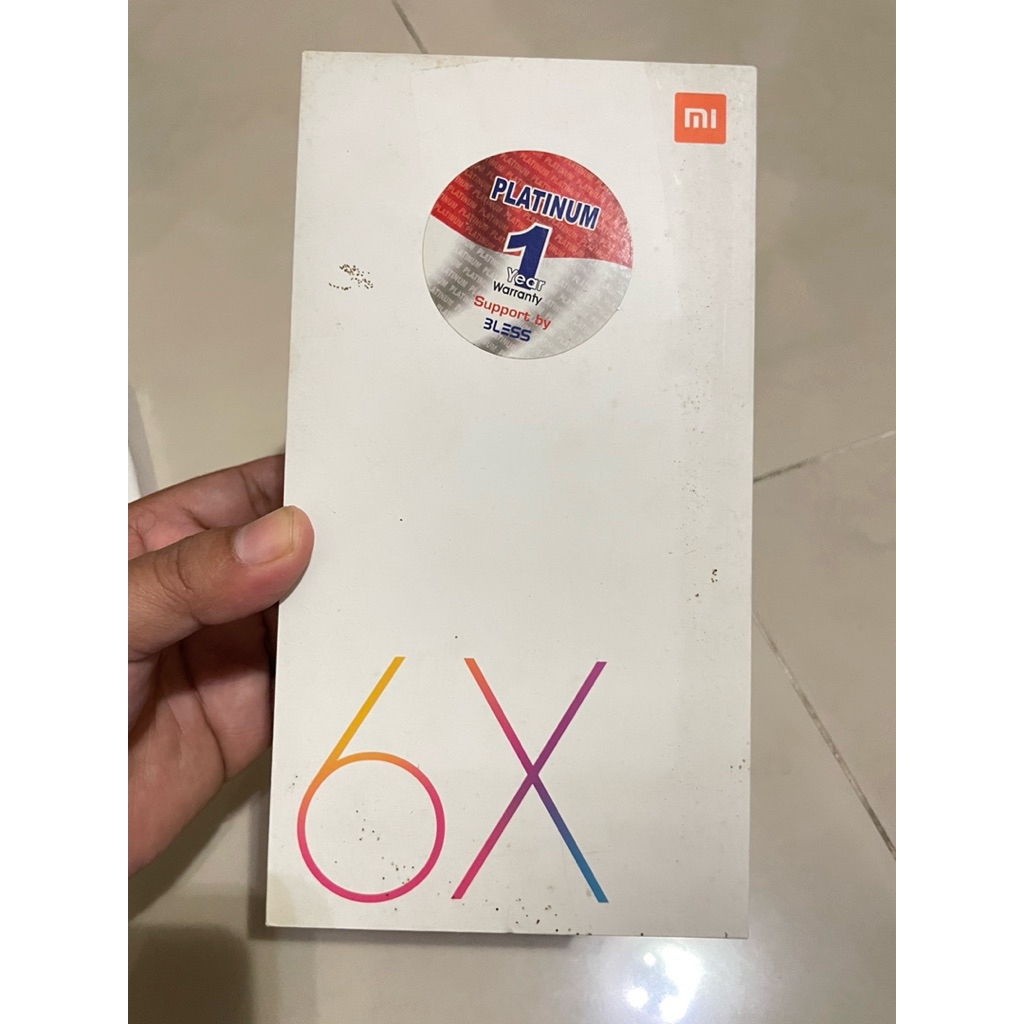 mi
PLATINUM
1
Year
Warranty
Support by
BLESS
6X